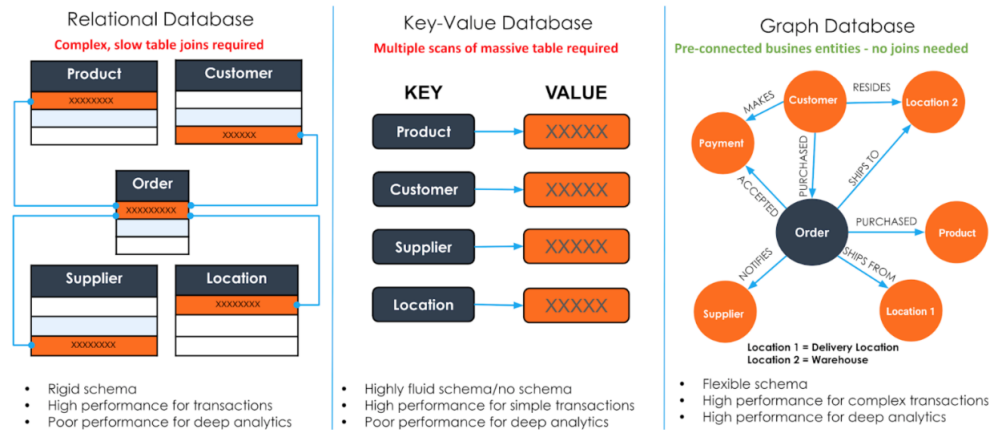 Relational Database
Complex, slow table joins required
Product
XXXXXXXX
Customer
XXXXXX
Order
XXXXXXXXX
Supplier
XXXXXXXX
Location
XXXXXXXX
• Rigid schema
• High performance for transactions
• Poor performance for deep analytics
Key-Value Database
Multiple scans of massive table required
KEY VALUE
Product XXXXX
Customer XXXXX
Supplier XXXXX
Location XXXXX
• Highly fluid schema/no schema
• High performance for simple transactions
• Poor performance for deep analytics
Graph Database
Pre-connected busines entities - no joins needed
Customer
RESIDES
Location 2
MAKES
Payment
PURCHASED
SHIPS TO
ACCEPTED
Order
PURCHASED
Product
NOTIFIES
SHIPS FROM
Supplier
Location 1
Location 1 = Delivery Location
Location 2 = Warehouse
• Flexible schema
• High performance for complex transactions
• High performance for deep analytics